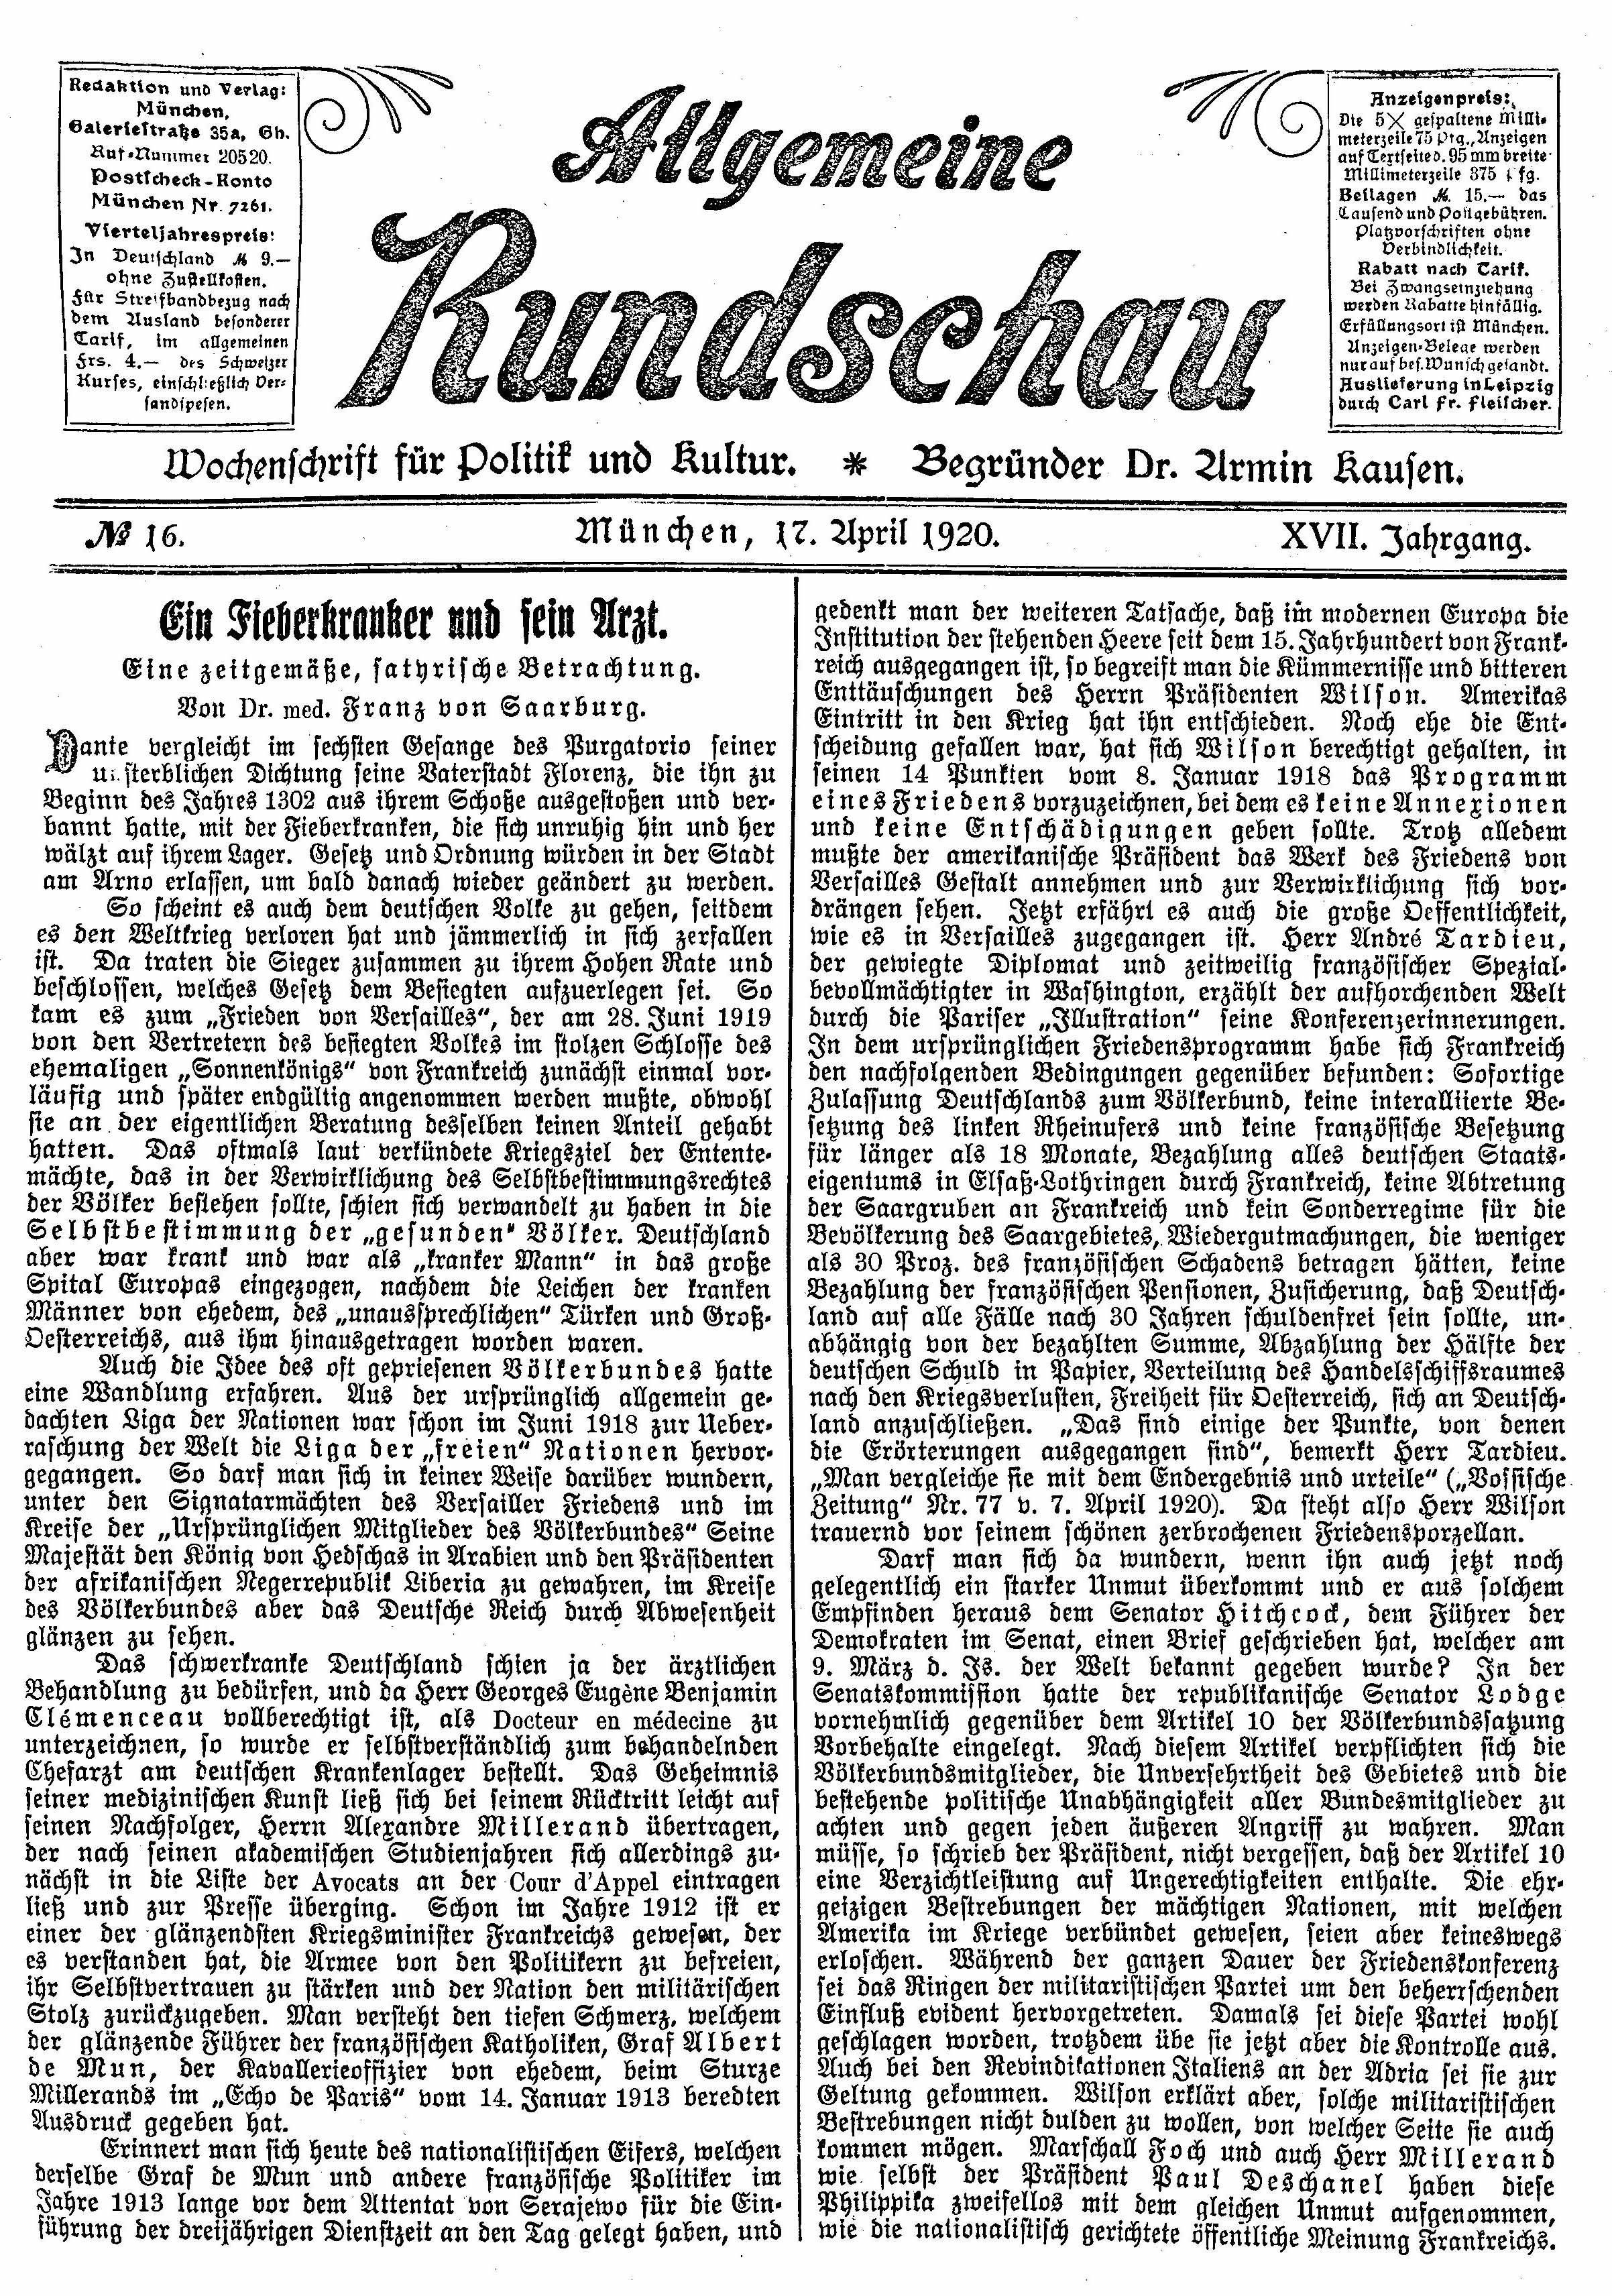 Redaktion und Verlag:
München,
Galeriestraße 35a, Gh.
Ruf-Nummer 20520.
Postscheck-Konto
München Nr. 7261.
Vierteljahrespreis:
In Deutschland ℳ 9.—
ohne Zustellkosten.
Für Streifbandbezug nach
dem Ausland besonderer
Tarif, im allgemeinen
Frs. 4.— des Schweizer
Kurses, einschließlich Ver-
sandspesen.
Allgemeine
Rundschau
Anzeigenpreis:
Die 5× gespaltene Milli-
meterzeile 75 Pfg., Anzeigen
auf Textseite d. 95 mm breite
Millimeterzeile 375 Pfg.
Beilagen ℳ 15.— das
Tausend und Postgebühren.
Platzvorschriften ohne
Verbindlichkeit.
Rabatt nach Tarif.
Bei Zwangseinziehung
werden Rabatte hinfällig.
Erfüllungsort ist München.
Anzeigen-Belege werden
nur auf bes. Wunsch gesandt.
Auslieferung in Leipzig
durch Carl Fr. Fleischer.
Wochenschrift für Politik und Kultur. * Begründer Dr. Armin Kausen.
№ 16. München, 17. April 1920. XVII. Jahrgang.
Ein Fieberkranker und sein Arzt.
Eine zeitgemäße, satyrische Betrachtung.
Von Dr. med. Franz von Saarburg.
Dante vergleicht im sechsten Gesange des Purgatorio seiner
unsterblichen Dichtung seine Vaterstadt Florenz, die ihn zu
Beginn des Jahres 1302 aus ihrem Schoße ausgestoßen und ver-
bannt hatte, mit der Fieberkranken, die sich unruhig hin und her
wälzt auf ihrem Lager. Gesetz und Ordnung würden in der Stadt
am Arno erlassen, um bald danach wieder geändert zu werden.
So scheint es auch dem deutschen Volke zu gehen, seitdem
es den Weltkrieg verloren hat und jämmerlich in sich zerfallen
ist. Da traten die Sieger zusammen zu ihrem Hohen Rate und
beschlossen, welches Gesetz dem Besiegten aufzuerlegen sei. So
kam es zum „Frieden von Versailles“, der am 28. Juni 1919
von den Vertretern des besiegten Volkes im stolzen Schlosse des
ehemaligen „Sonnenkönigs“ von Frankreich zunächst einmal vor-
läufig und später endgültig angenommen werden mußte, obwohl
sie an der eigentlichen Beratung desselben keinen Anteil gehabt
hatten. Das oftmals laut verkündete Kriegsziel der Entente-
mächte, das in der Verwirklichung des Selbstbestimmungsrechtes
der Völker bestehen sollte, schien sich verwandelt zu haben in die
Selbstbestimmung der „gesunden“ Völker. Deutschland
aber war krank und war als „kranker Mann“ in das große
Spital Europas eingezogen, nachdem die Leichen der kranken
Männer von ehedem, des „unaussprechlichen“ Türken und Groß-
Oesterreichs, aus ihm hinausgetragen worden waren.
Auch die Idee des oft gepriesenen Völkerbundes hatte
eine Wandlung erfahren. Aus der ursprünglich allgemein ge-
dachten Liga der Nationen war schon im Juni 1918 zur Ueber-
raschung der Welt die Liga der „freien“ Nationen hervor-
gegangen. So darf man sich in keiner Weise darüber wundern,
unter den Signatarmächten des Versailler Friedens und im
Kreise der „Ursprünglichen Mitglieder des Völkerbundes“ Seine
Majestät den König von Hedschas in Arabien und den Präsidenten
der afrikanischen Negerrepublik Liberia zu gewahren, im Kreise
des Völkerbundes aber das Deutsche Reich durch Abwesenheit
glänzen zu sehen.
Das schwerkranke Deutschland schien ja der ärztlichen
Behandlung zu bedürfen, und da Herr Georges Eugène Benjamin
Clémenceau vollberechtigt ist, als Docteur en médecine zu
unterzeichnen, so wurde er selbstverständlich zum behandelnden
Chefarzt am deutschen Krankenlager bestellt. Das Geheimnis
seiner medizinischen Kunst ließ sich bei seinem Rücktritt leicht auf
seinen Nachfolger, Herrn Alexandre Millerand übertragen,
der nach seinen akademischen Studienjahren sich allerdings zu-
nächst in die Liste der Avocats an der Cour d'Appel eintragen
ließ und zur Presse überging. Schon im Jahre 1912 ist er
einer der glänzendsten Kriegsminister Frankreichs gewesen, der
es verstanden hat, die Armee von den Politikern zu befreien,
ihr Selbstvertrauen zu stärken und der Nation den militärischen
Stolz zurückzugeben. Man versteht den tiefen Schmerz, welchem
der glänzende Führer der französischen Katholiken, Graf Albert
de Mun, der Kavallerieoffizier von ehedem, beim Sturze
Millerands im „Echo de Paris“ vom 14. Januar 1913 beredten
Ausdruck gegeben hat.
Erinnert man sich heute des nationalistischen Eifers, welchen
derselbe Graf de Mun und andere französische Politiker im
Jahre 1913 lange vor dem Attentat von Serajewo für die Ein-
führung der dreijährigen Dienstzeit an den Tag gelegt haben, und
gedenkt man der weiteren Tatsache, daß im modernen Europa die
Institution der stehenden Heere seit dem 15. Jahrhundert von Frank-
reich ausgegangen ist, so begreift man die Kümmernisse und bitteren
Enttäuschungen des Herrn Präsidenten Wilson. Amerikas
Eintritt in den Krieg hat ihn entschieden. Noch ehe die Ent-
scheidung gefallen war, hat sich Wilson berechtigt gehalten, in
seinen 14 Punkten vom 8. Januar 1918 das Programm
eines Friedens vorzuzeichnen, bei dem es keine Annexionen
und keine Entschädigungen geben sollte. Trotz alledem
mußte der amerikanische Präsident das Werk des Friedens von
Versailles Gestalt annehmen und zur Verwirklichung sich vor-
drängen sehen. Jetzt erfährt es auch die große Oeffentlichkeit,
wie es in Versailles zugegangen ist. Herr André Tardieu,
der gewiegte Diplomat und zeitweilig französischer Spezial-
bevollmächtigter in Washington, erzählt der aufhorchenden Welt
durch die Pariser „Illustration“ seine Konferenzerinnerungen.
In dem ursprünglichen Friedensprogramm habe sich Frankreich
den nachfolgenden Bedingungen gegenüber befunden: Sofortige
Zulassung Deutschlands zum Völkerbund, keine interalliierte Be-
setzung des linken Rheinufers und keine französische Besetzung
für länger als 18 Monate, Bezahlung alles deutschen Staats-
eigentums in Elsaß-Lothringen durch Frankreich, keine Abtretung
der Saargruben an Frankreich und kein Sonderregime für die
Bevölkerung des Saargebietes, Wiedergutmachungen, die weniger
als 30 Proz. des französischen Schadens betragen hätten, keine
Bezahlung der französischen Pensionen, Zusicherung, daß Deutsch-
land auf alle Fälle nach 30 Jahren schuldenfrei sein sollte, un-
abhängig von der bezahlten Summe, Abzahlung der Hälfte der
deutschen Schuld in Papier, Verteilung des Handelsschiffsraumes
nach den Kriegsverlusten, Freiheit für Oesterreich, sich an Deutsch-
land anzuschließen. „Das sind einige der Punkte, von denen
die Erörterungen ausgegangen sind“, bemerkt Herr Tardieu.
„Man vergleiche sie mit dem Endergebnis und urteile“ („Vossische
Zeitung“ Nr. 77 v. 7. April 1920). Da steht also Herr Wilson
trauernd vor seinem schönen zerbrochenen Friedensporzellan.
Darf man sich da wundern, wenn ihn auch jetzt noch
gelegentlich ein starker Unmut überkommt und er aus solchem
Empfinden heraus dem Senator Hitchcock, dem Führer der
Demokraten im Senat, einen Brief geschrieben hat, welcher am
9. März d. Js. der Welt bekannt gegeben wurde? In der
Senatskommission hatte der republikanische Senator Lodge
vornehmlich gegenüber dem Artikel 10 der Völkerbundssatzung
Vorbehalte eingelegt. Nach diesem Artikel verpflichten sich die
Völkerbundsmitglieder, die Unversehrtheit des Gebietes und die
bestehende politische Unabhängigkeit aller Bundesmitglieder zu
achten und gegen jeden äußeren Angriff zu wahren. Man
müsse, so schrieb der Präsident, nicht vergessen, daß der Artikel 10
eine Verzichtleistung auf Ungerechtigkeiten enthalte. Die ehr-
geizigen Bestrebungen der mächtigen Nationen, mit welchen
Amerika im Kriege verbündet gewesen, seien aber keineswegs
erloschen. Während der ganzen Dauer der Friedenskonferenz
sei das Ringen der militaristischen Partei um den beherrschenden
Einfluß evident hervorgetreten. Damals sei diese Partei wohl
geschlagen worden, trotzdem übe sie jetzt aber die Kontrolle aus.
Auch bei den Revindikationen Italiens an der Adria sei sie zur
Geltung gekommen. Wilson erklärt aber, solche militaristischen
Bestrebungen nicht dulden zu wollen, von welcher Seite sie auch
kommen mögen. Marschall Foch und auch Herr Millerand
wie selbst der Präsident Paul Deschanel haben diese
Philippika zweifellos mit dem gleichen Unmut aufgenommen,
wie die nationalistisch gerichtete öffentliche Meinung Frankreichs.